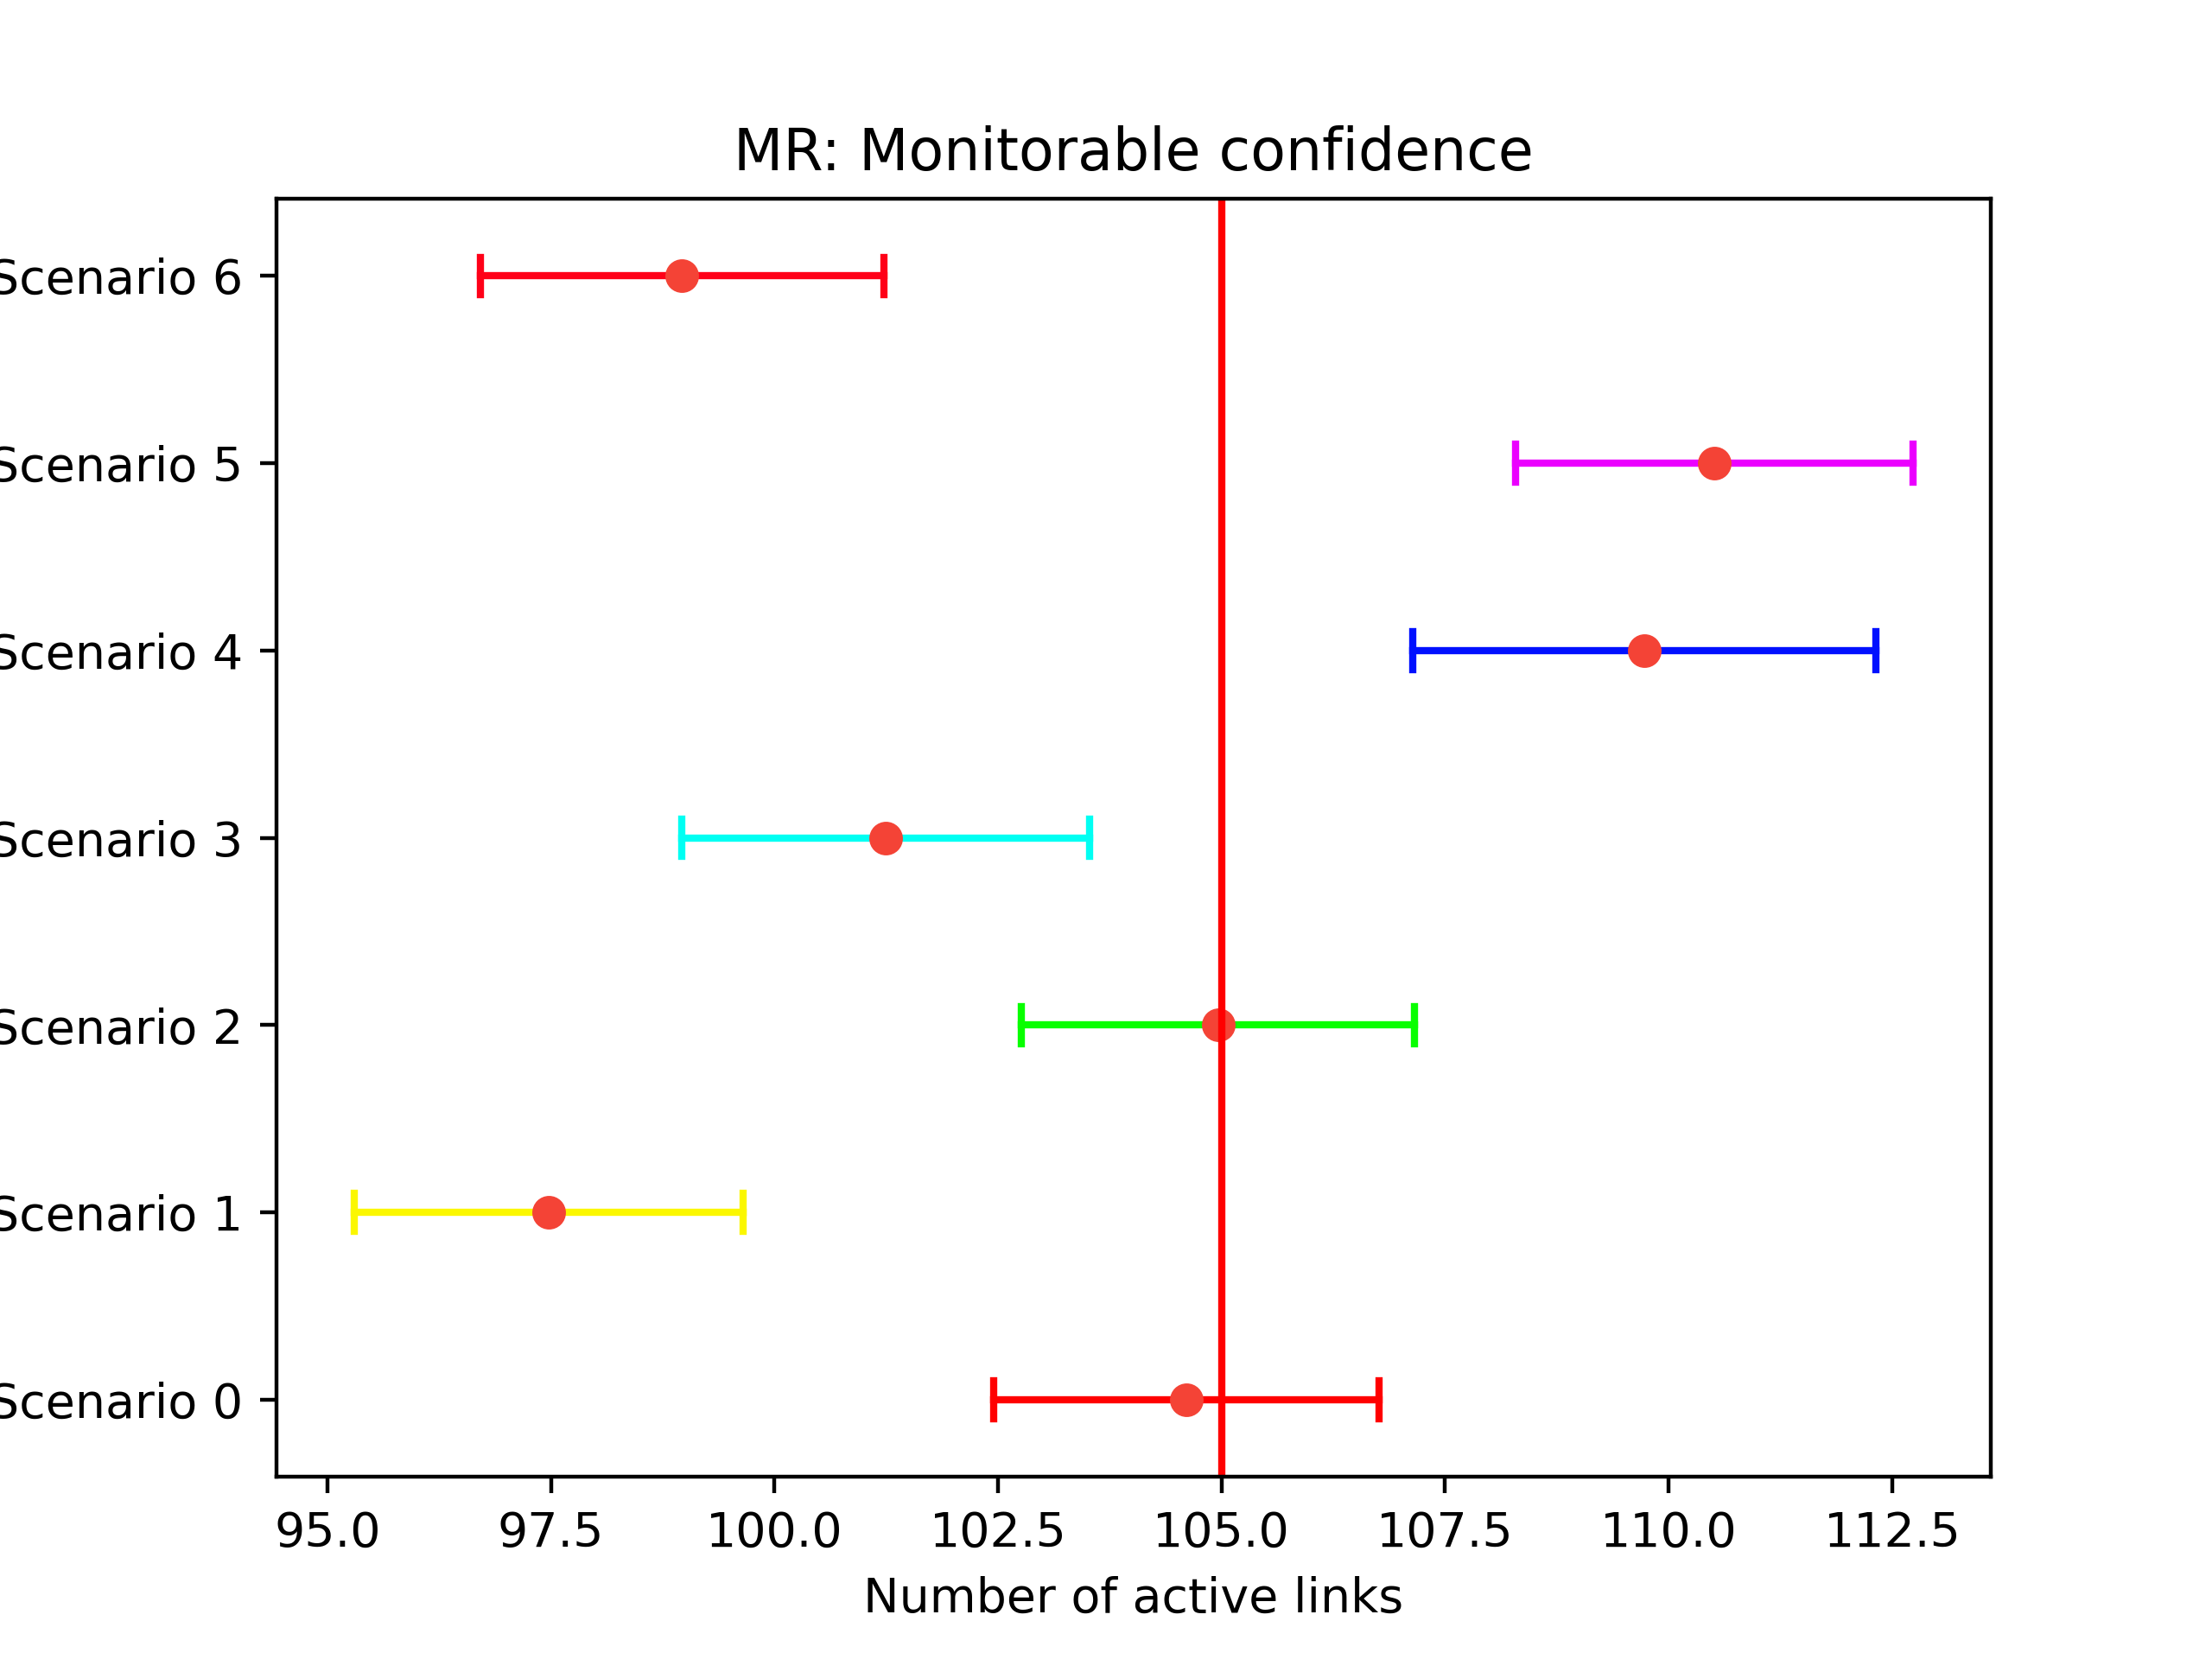 MR: Monitorable confidence
Scenario 6
Scenario 5
Scenario 4
Scenario 3
Scenario 2
Scenario 1
Scenario 0
95.0 97.5 100.0 102.5 105.0 107.5 110.0 112.5
Number of active links